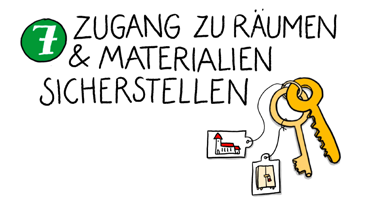 7 ZUGANG ZU RÄUMEN
& MATERIALIEN
SICHERSTELLEN